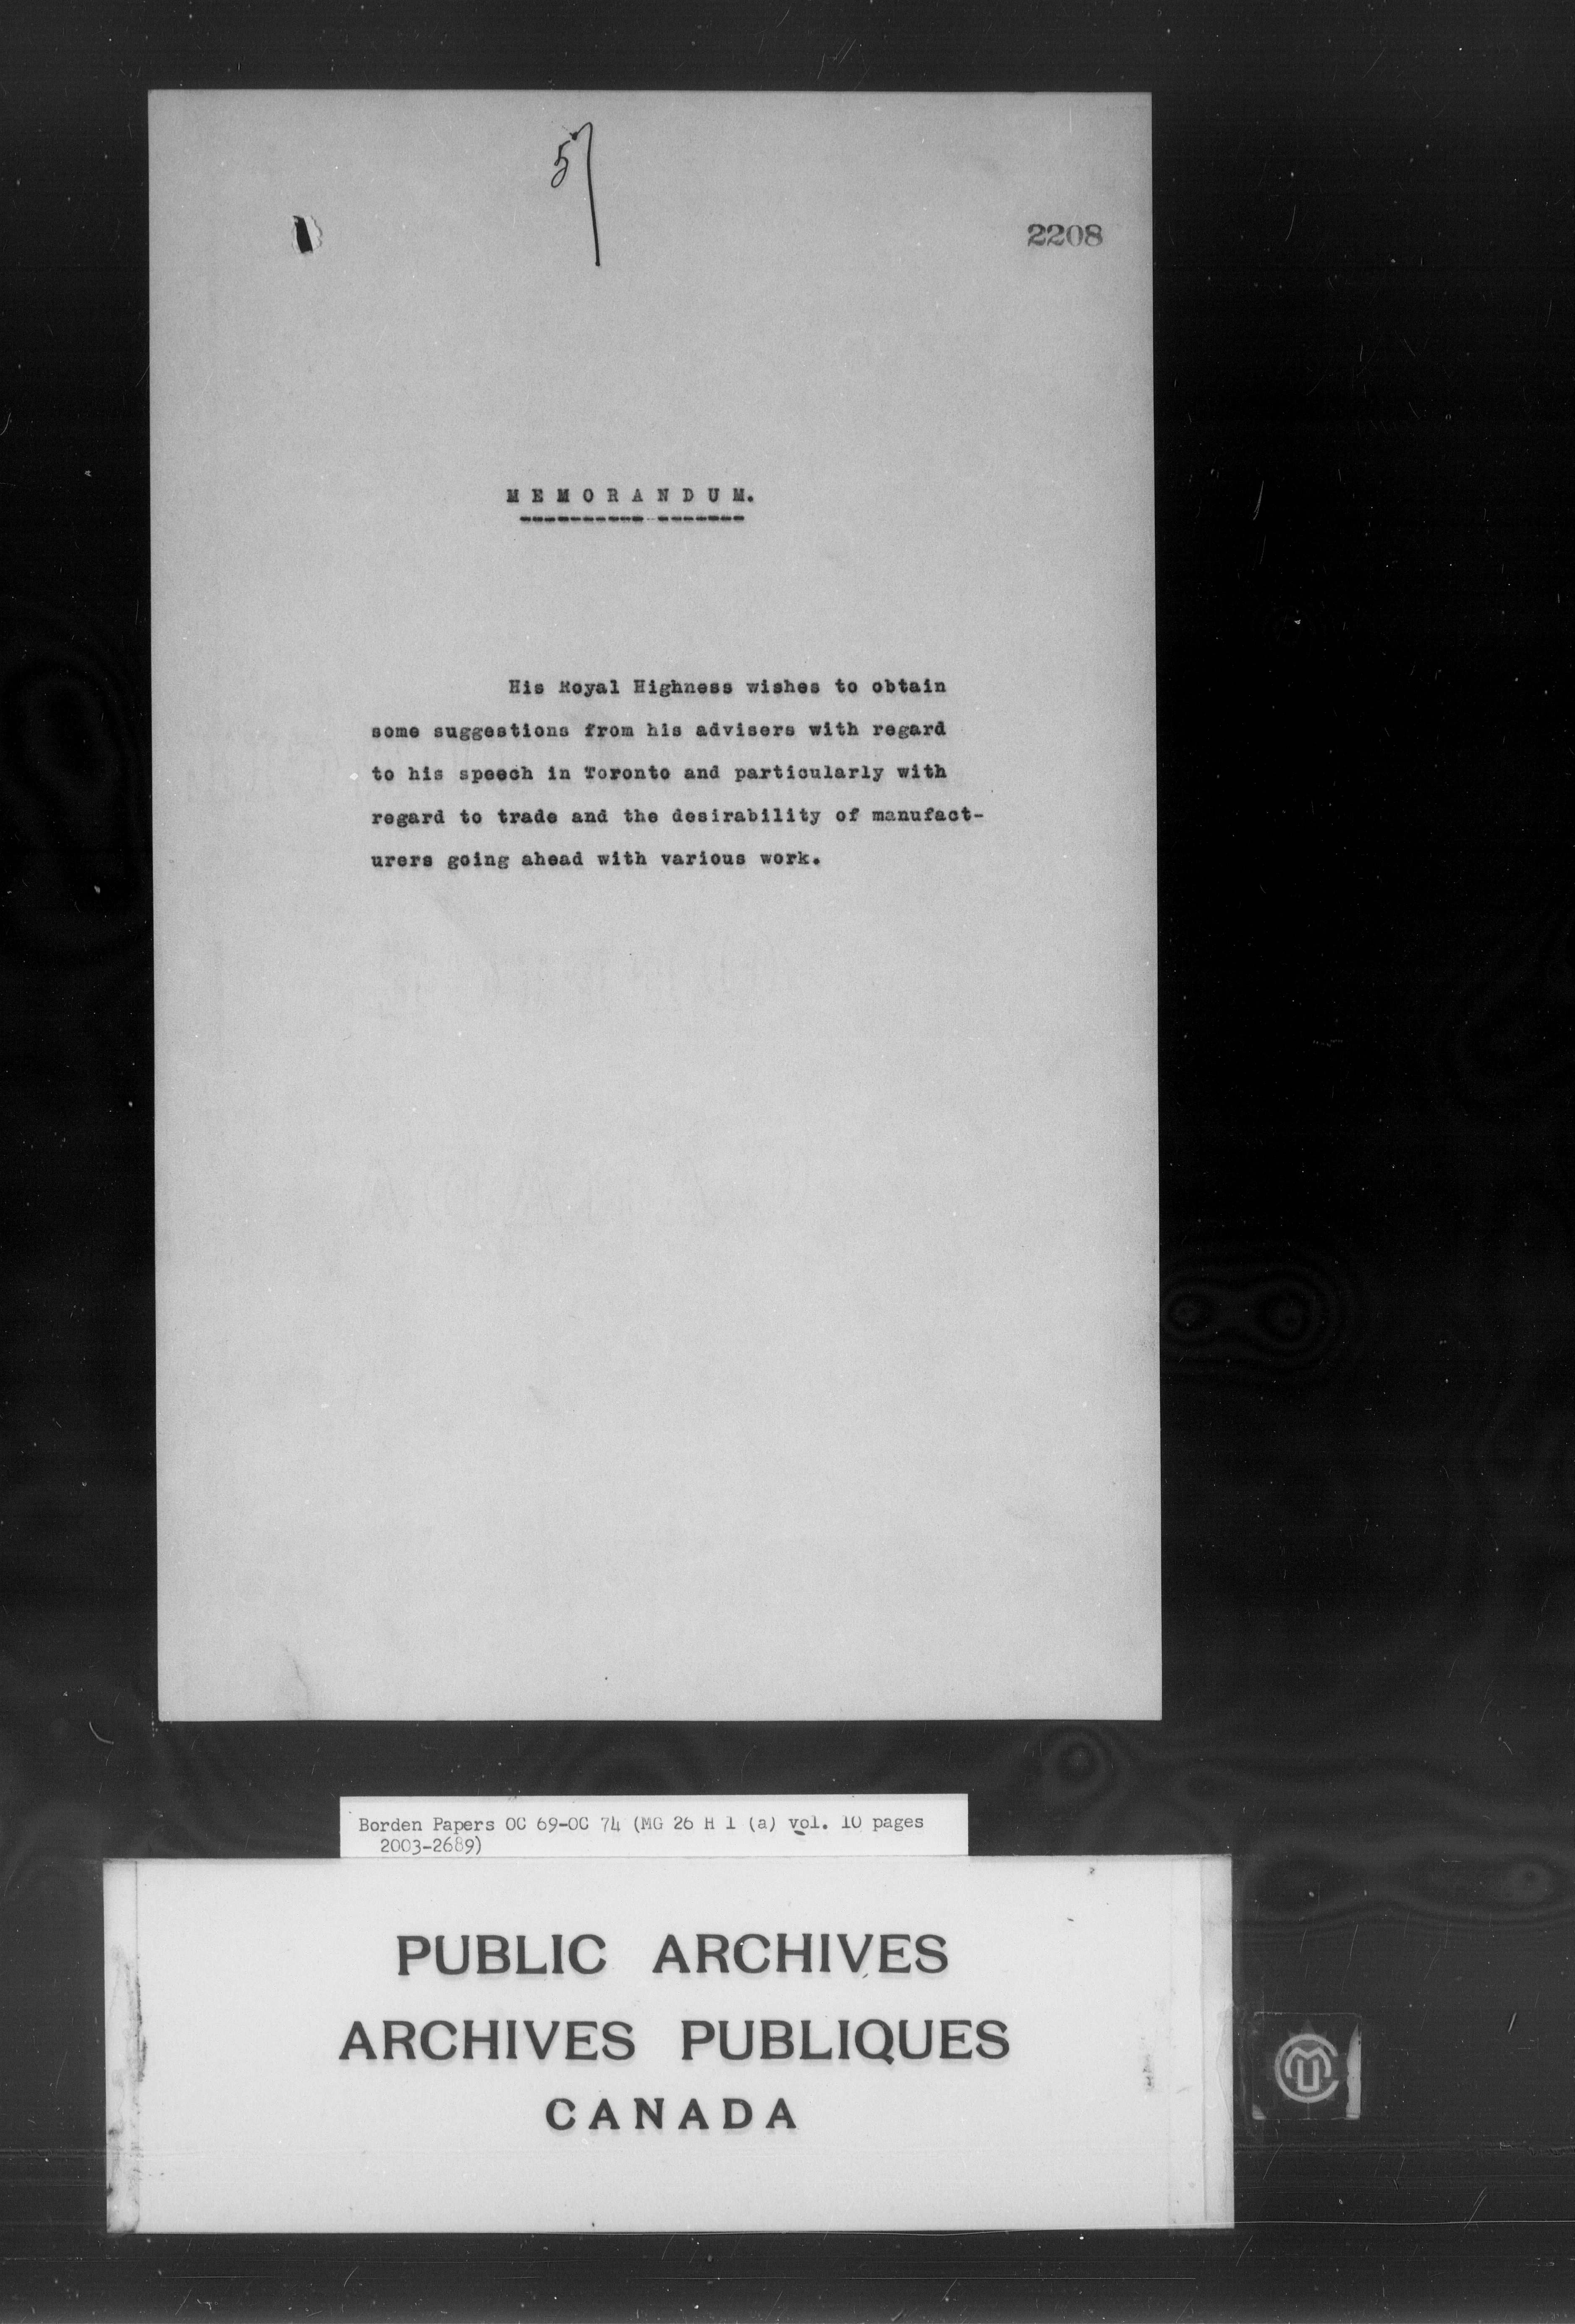 5
2208
M E M O R A N D U M.
His Royal Highness wishes to obtain
some suggestions from his advisers with regard
to his speech in Toronto and particularly with
regard to trade and the desirability of manufact-
urers going ahead with various work.
Borden Papers OC 69-OC 74 (MG 26 H 1 (a) vol. 10 pages
2003-2689)
PUBLIC ARCHIVES
ARCHIVES PUBLIQUES
CANADA